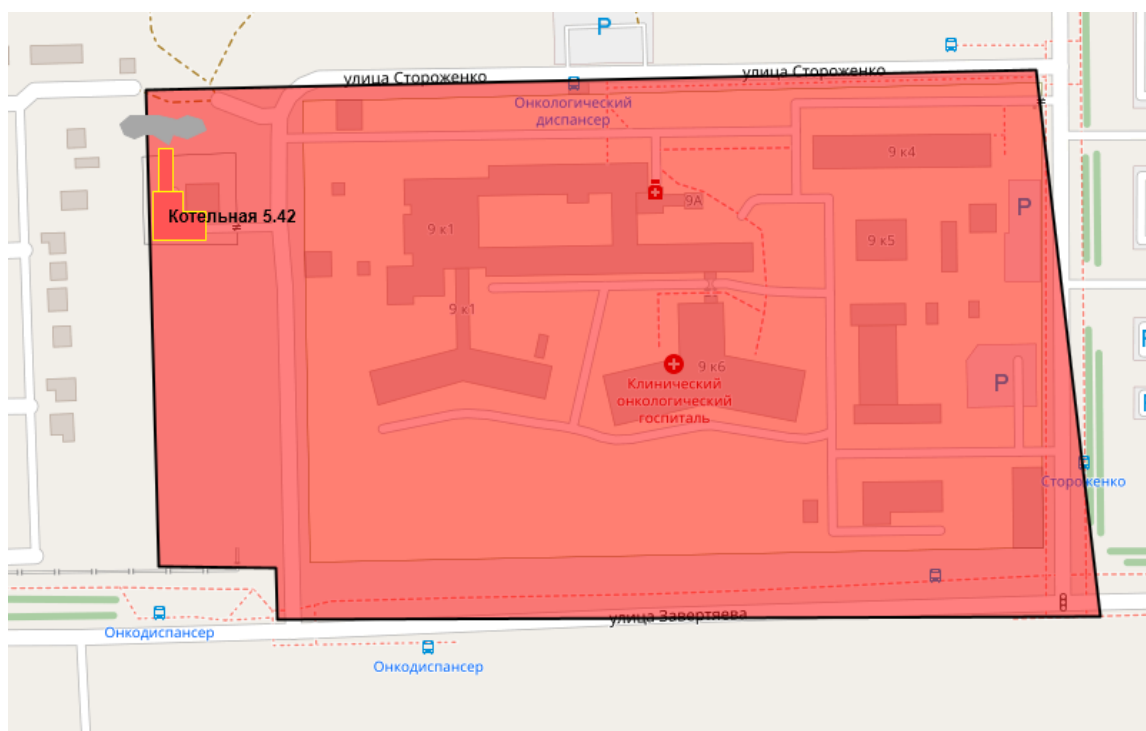 P
улица Стороженко
улица Стороженко
Онкологический
диспансер
9 к4
9А
Котельная 5.42
P
9 к1
9 к5
9 к1
9 к6
Клинический
онкологический
госпиталь
P
Стороженко
улица Завертяева
Онкодиспансер
Онкодиспансер